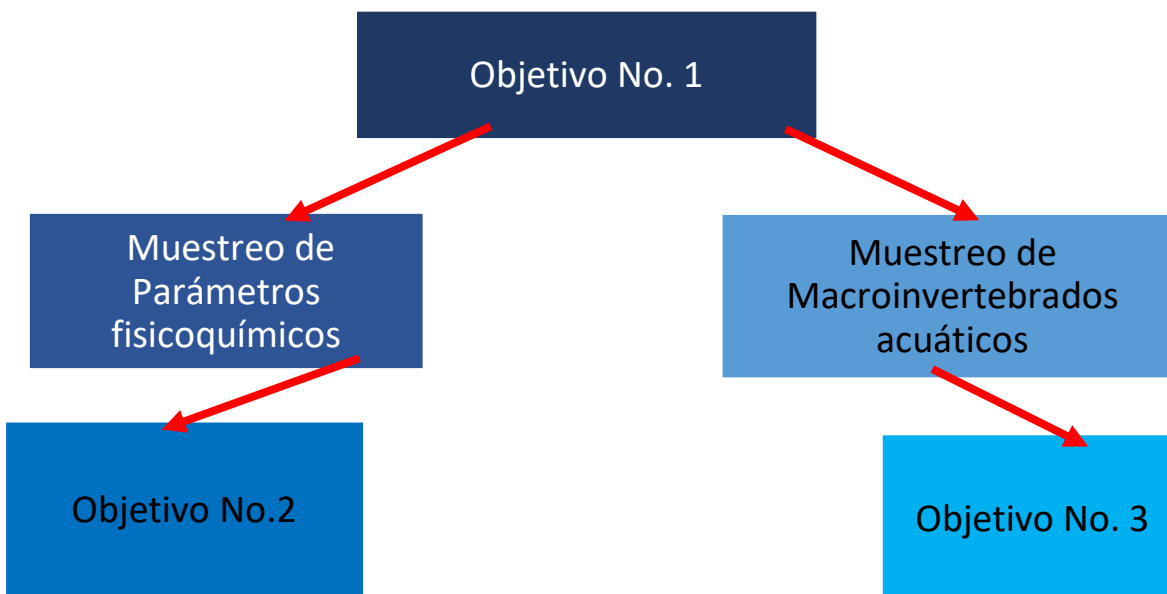 Objetivo No. 1
Muestreo de
Parámetros
fisicoquímicos
Muestreo de
Macroinvertebrados
acuáticos
Objetivo No.2
Objetivo No. 3